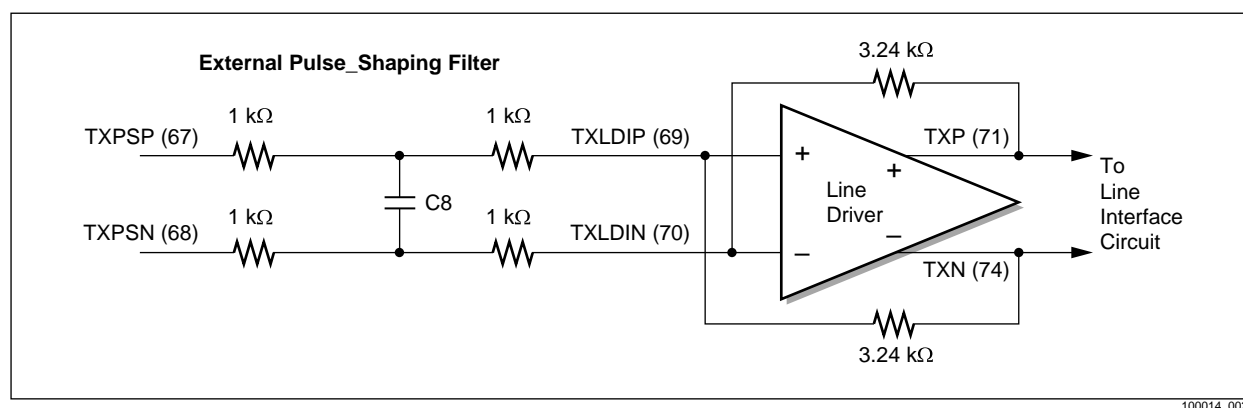 External Pulse_Shaping Filter
3.24 kΩ
1 kΩ
1 kΩ
TXPSP (67)
TXLDIP (69)
TXP (71)
+
+
To
Line
Interface
Circuit
Line
Driver
C8
1 kΩ
1 kΩ
TXPSN (68)
TXLDIN (70)
–
–
TXN (74)
3.24 kΩ